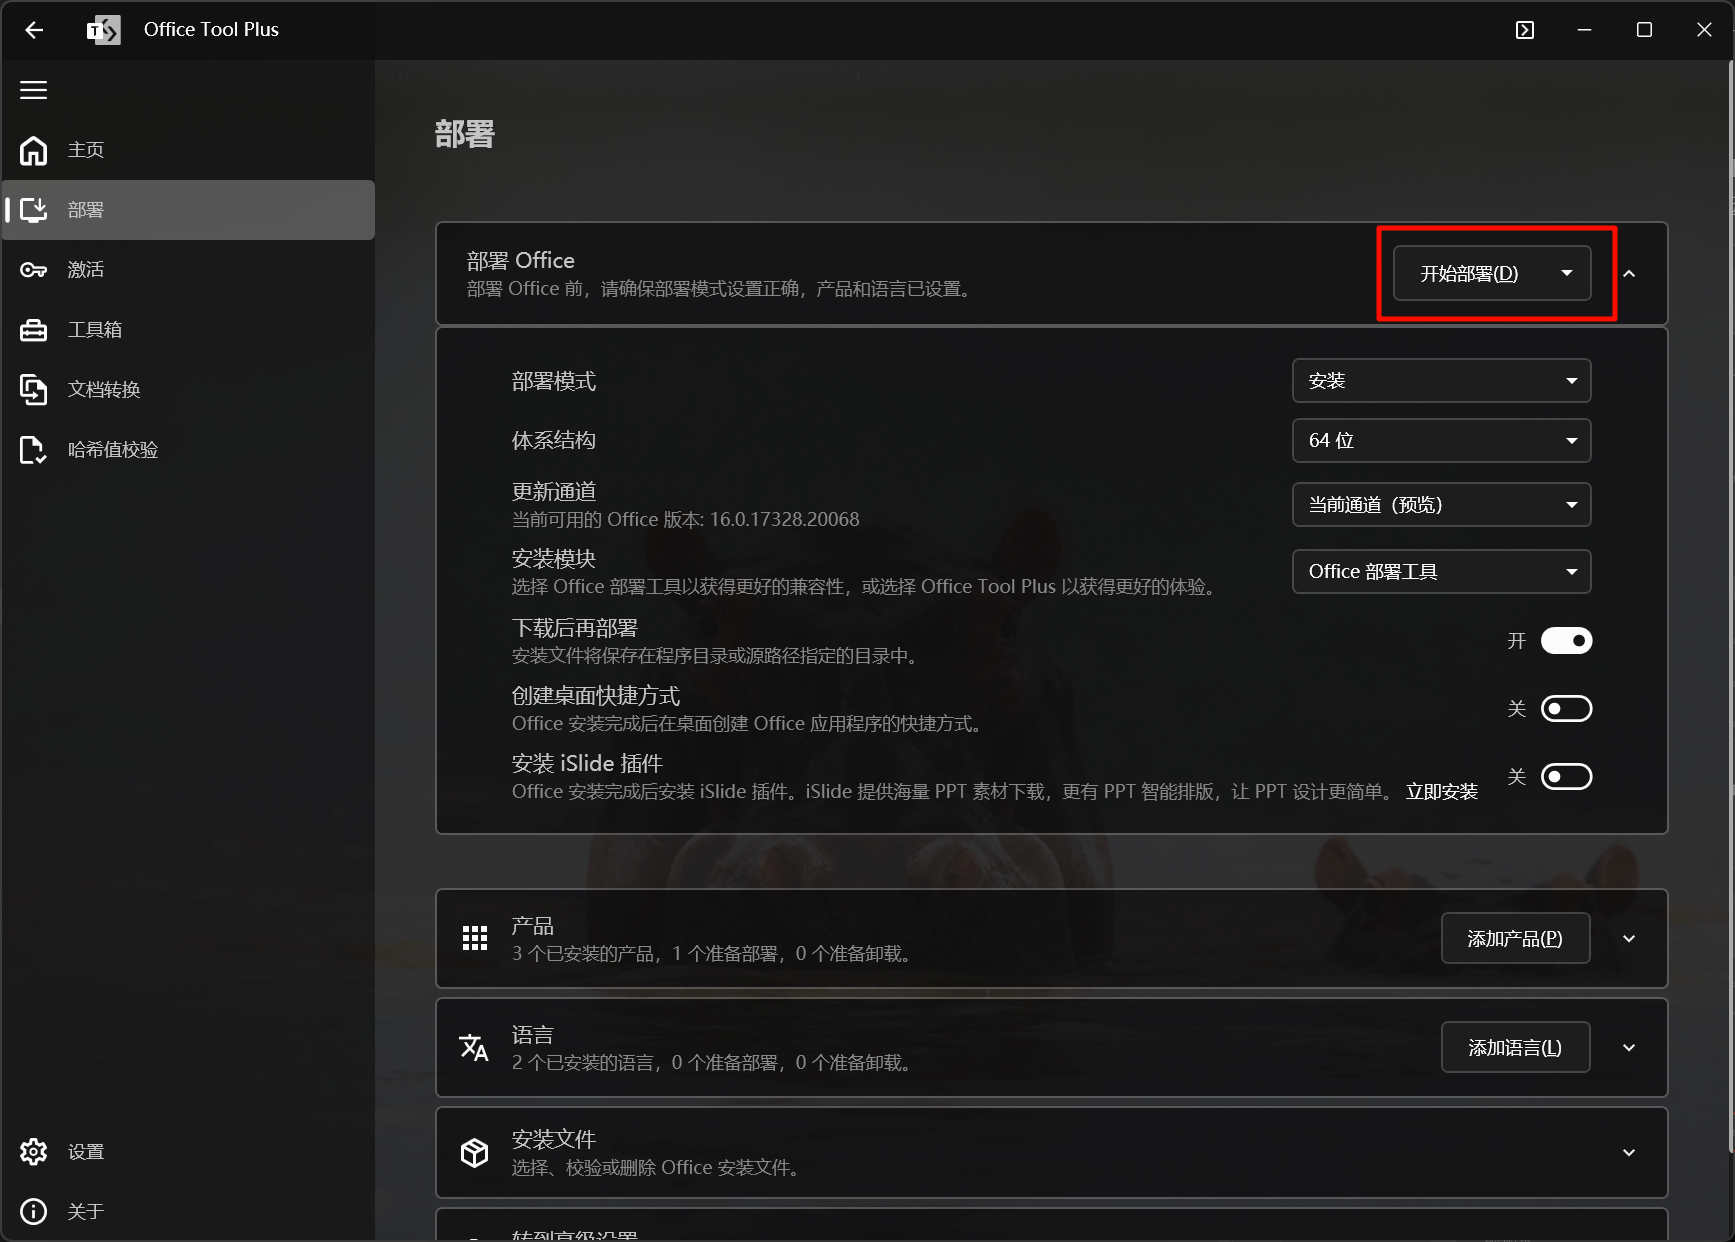 Office Tool Plus
主页
部署
激活
工具箱
文档转换
哈希值校验
设置
关于
部署
部署 Office
部署 Office 前，请确保部署模式设置正确，产品和语言已设置。
开始部署(D)
部署模式
安装
体系结构
64 位
更新通道
当前可用的 Office 版本: 16.0.17328.20068
当前通道（预览）
安装模块
选择 Office 部署工具以获得更好的兼容性，或选择 Office Tool Plus 以获得更好的体验。
Office 部署工具
下载后再部署
安装文件将保存在程序目录或源路径指定的目录中。
开
创建桌面快捷方式
Office 安装完成后在桌面创建 Office 应用程序的快捷方式。
关
安装 iSlide 插件
Office 安装完成后安装 iSlide 插件。iSlide 提供海量 PPT 素材下载，更有 PPT 智能排版，让 PPT 设计更简单。 立即安装
关
产品
3 个已安装的产品，1 个准备部署，0 个准备卸载。
添加产品(P)
语言
2 个已安装的语言，0 个准备部署，0 个准备卸载。
添加语言(L)
安装文件
选择、校验或删除 Office 安装文件。
转到高级设置